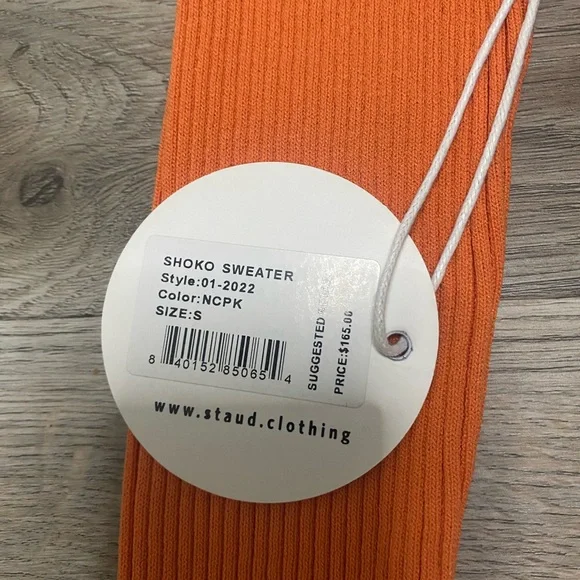 SHOKO SWEATER
Style:01-2022
Color:NCPK
SIZE:S
8 40152 85065 4
SUGGESTED
PRICE:$165.00
www.staud.clothing